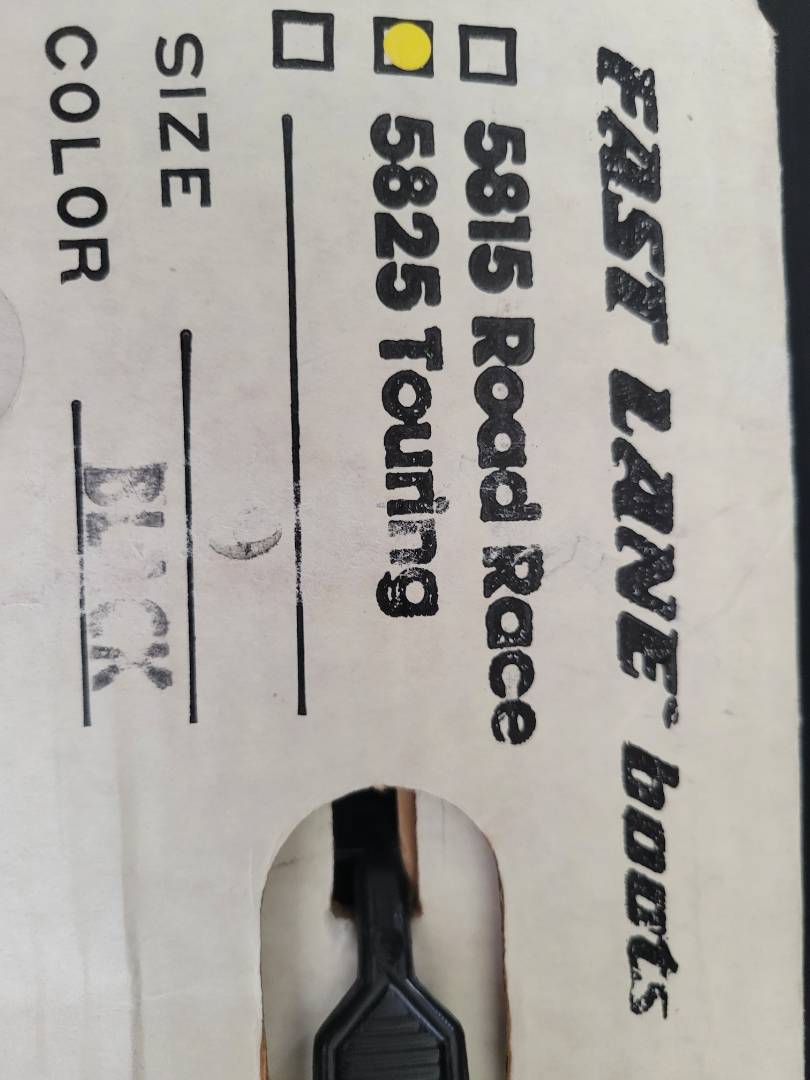 FAST LANE® boots
5815 Road Race
5825 Touring
SIZE
COLOR BLACK